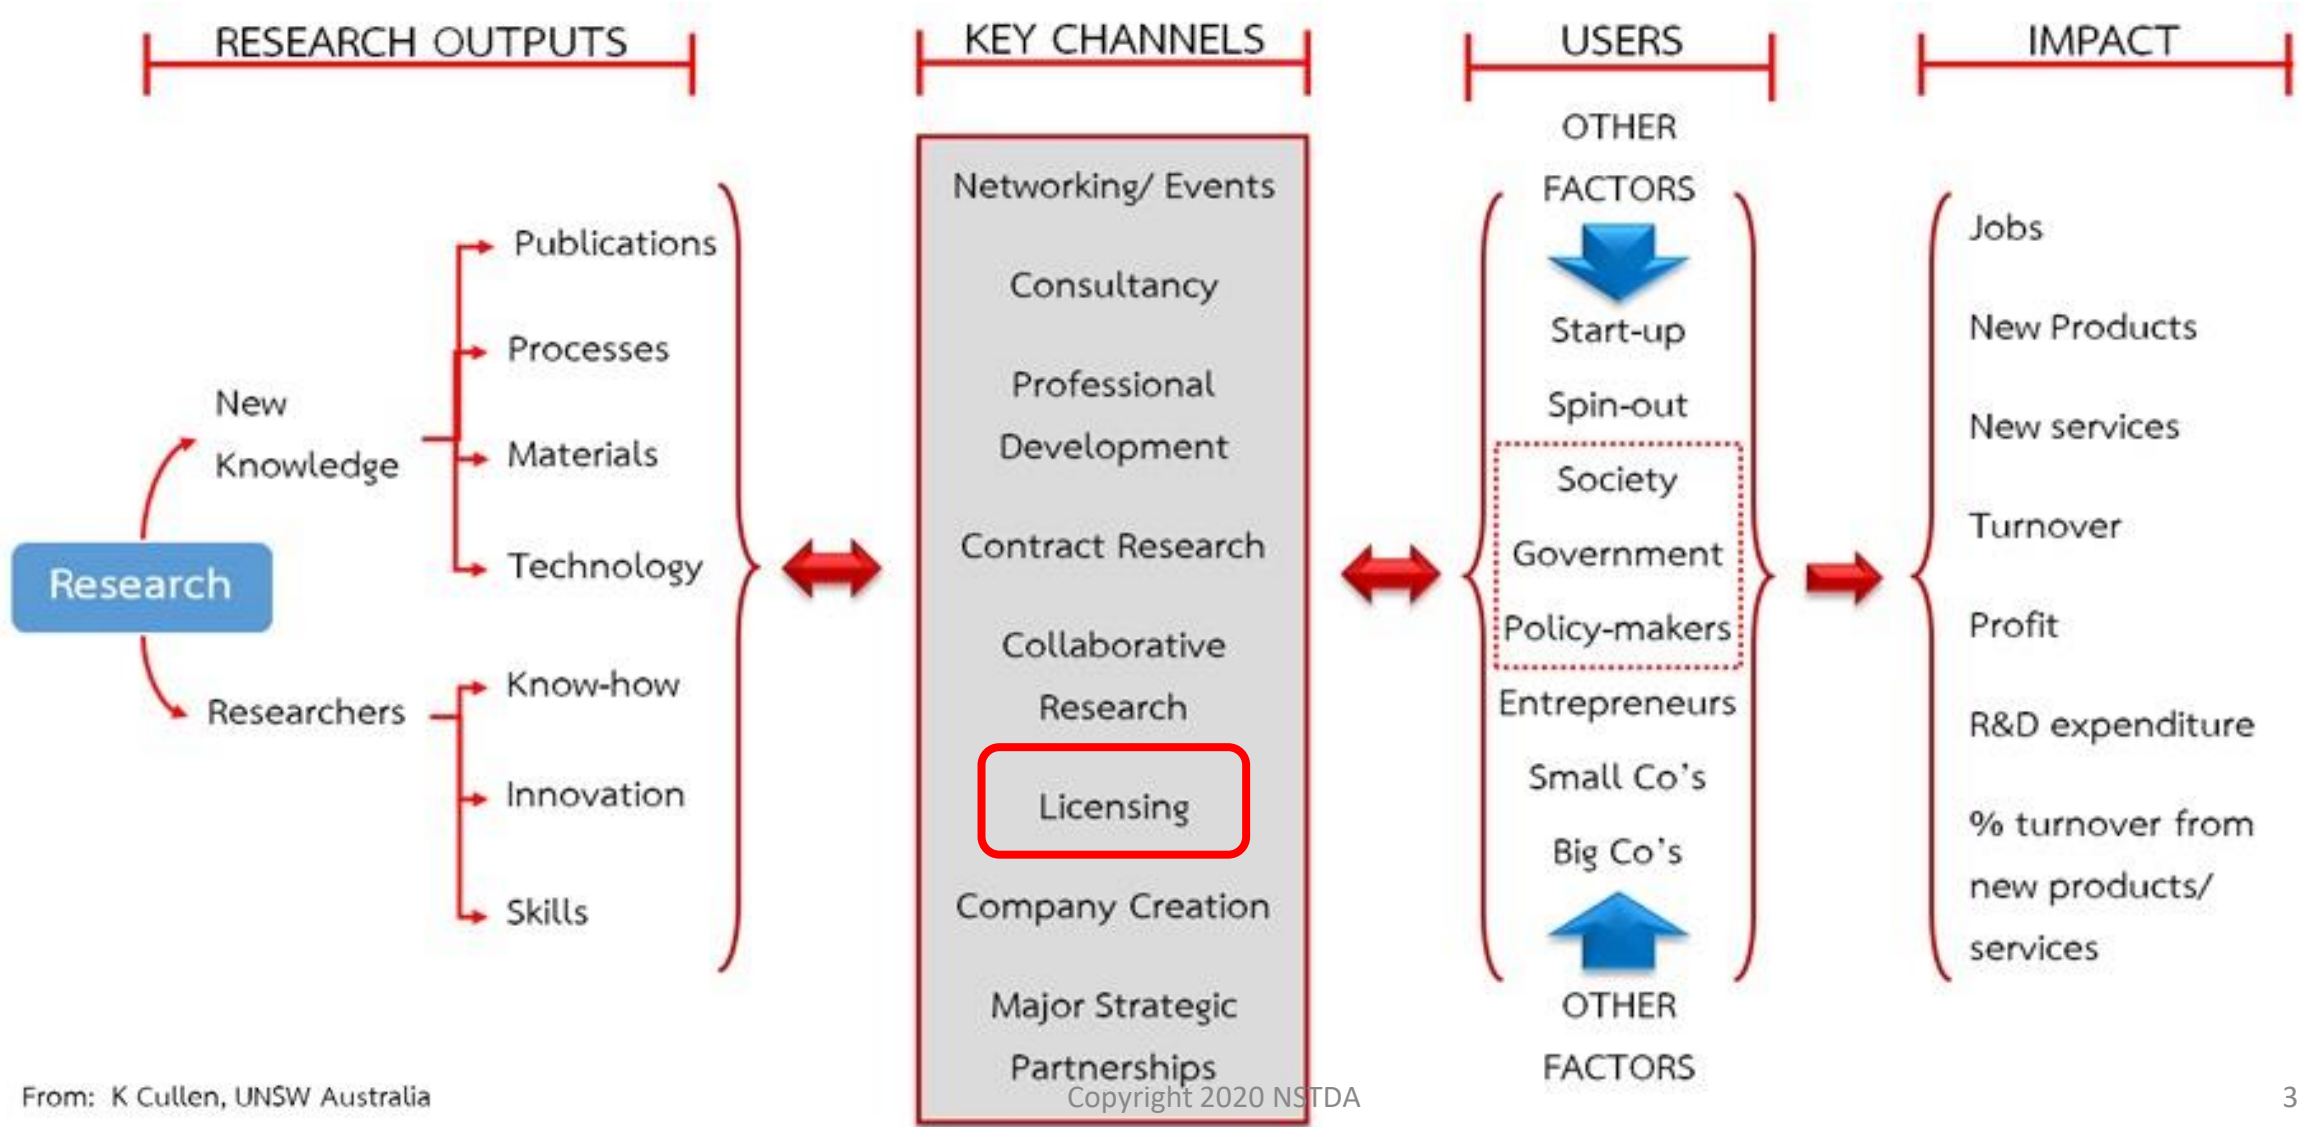 RESEARCH OUTPUTS
KEY CHANNELS
USERS
IMPACT
Research
New
Knowledge
Publications
Processes
Materials
Technology
Researchers
Know-how
Innovation
Skills
Networking/ Events
Consultancy
Professional
Development
Contract Research
Collaborative
Research
Licensing
Company Creation
Major Strategic
Partnerships
OTHER
FACTORS
Start-up
Spin-out
Society
Government
Policy-makers
Entrepreneurs
Small Co's
Big Co's
OTHER
FACTORS
Jobs
New Products
New services
Turnover
Profit
R&D expenditure
% turnover from
new products/
services
From: K Cullen, UNSW Australia
Copyright 2020 NSTDA
3